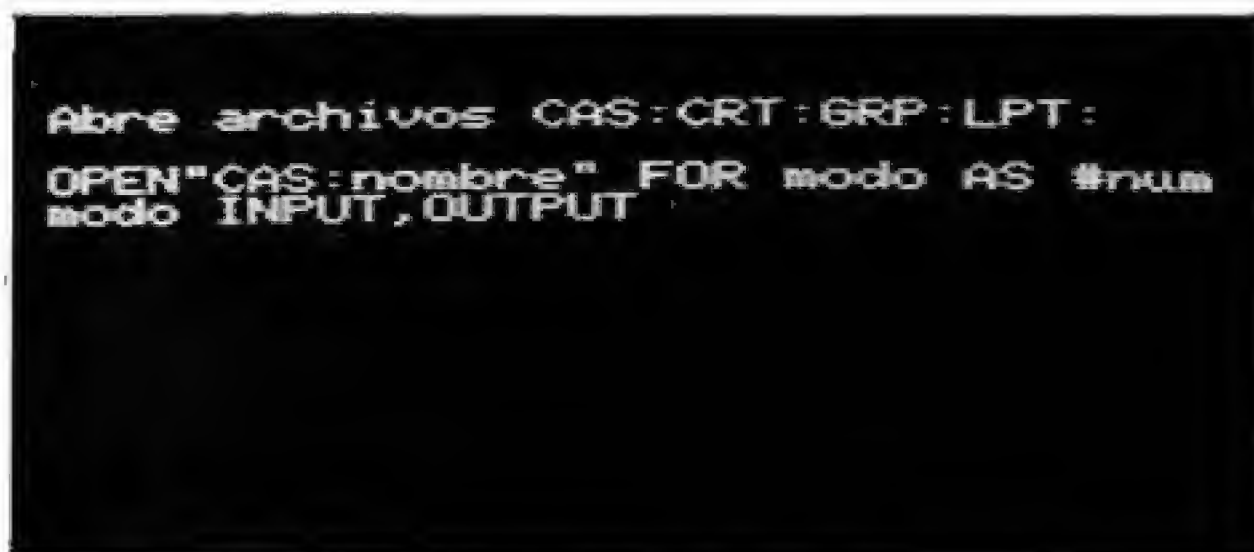 Abre archivos CAS:CRT:GRP:LPT:
OPEN"CAS:nombre" FOR modo AS #num
modo INPUT,OUTPUT